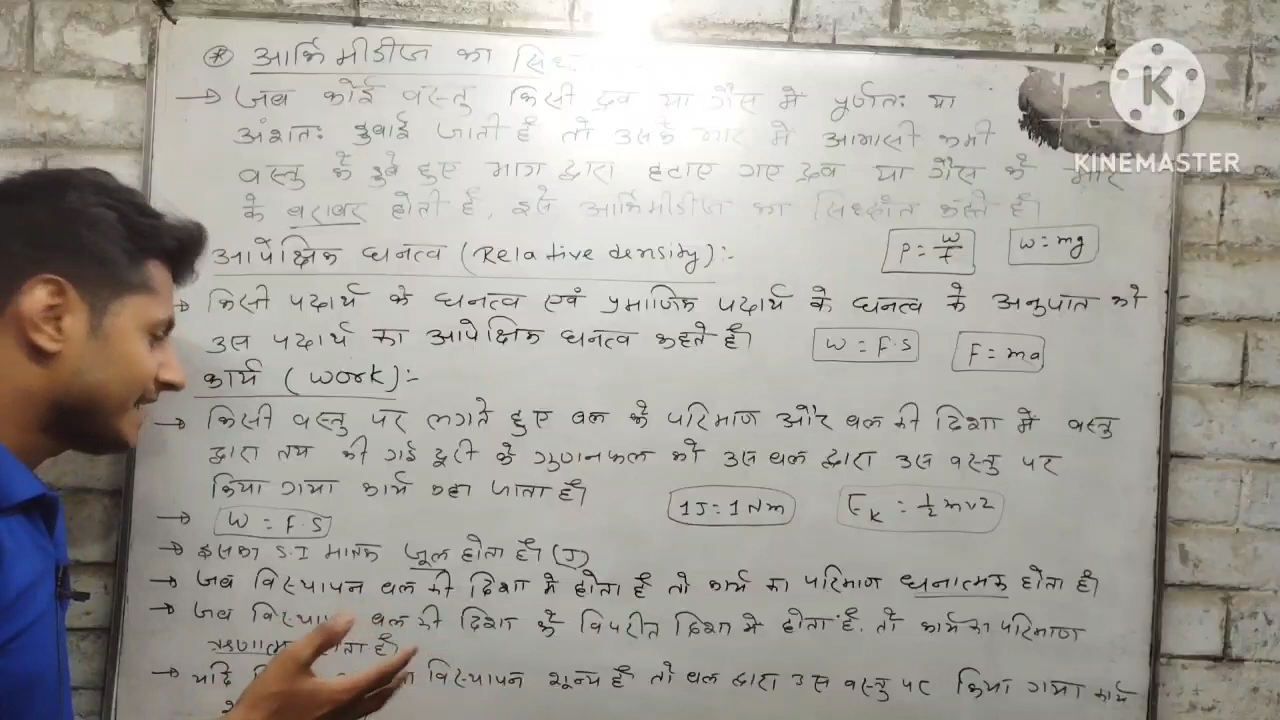 * आर्किमीडीज का
→ जब कोई वस्तु किसी द्रव या गैस में पूर्णतः या
अंशतः डुबाई जाती है तो उसके भार में आभासी कमी
वस्तु के डुबे हुए भाग द्वारा हटाए गए द्रव या गैस के भार
के बराबर होती है, इसे आर्किमीडीज का सिध्दांत कहते है।
P = W/t W = mg
आपेक्षिक घनत्व (Relative density):-
→ किसी पदार्थ के घनत्व एवं प्रमाणिक पदार्थ के घनत्व के अनुपात को
उस पदार्थ का आपेक्षिक घनत्व कहते है।
W = F.S F = ma
कार्य (Work):-
→ किसी वस्तु पर लगते हुए बल के परिमाण और बल की दिशा में वस्तु
द्वारा तय की गई दूरी के गुणनफल को उस बल द्वारा उस वस्तु पर
किया गया कार्य कहा जाता है।
1J = 1Nm Ek = 1/2 mv2
→ W = F.S
→ इसका S.I मात्रक जूल होता है। (J)
→ जब विस्थापन बल की दिशा में होता है तो कार्य का परिमाण धनात्मक होता है।
→ जब बल की दिशा के विपरीत दिशा में होता है. तो कार्य का परिमाण
है।
→ यदि विस्थापन शून्य है तो बल द्वारा उस वस्तु पर किया गया कार्य
KINEMASTER